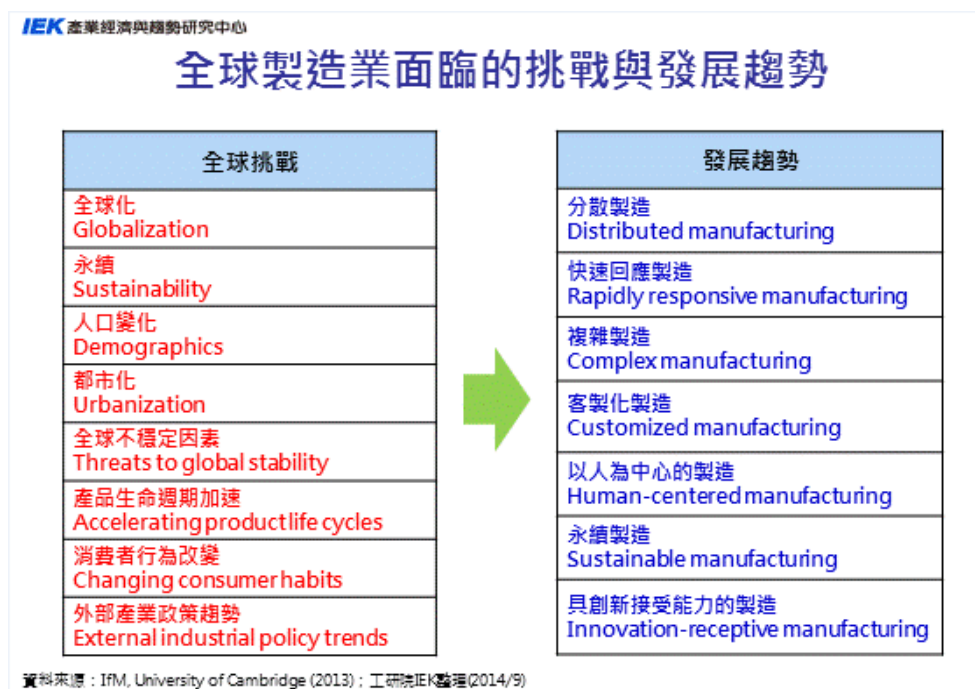 IEK 產業經濟與趨勢研究中心
全球製造業面臨的挑戰與發展趨勢
全球挑戰
全球化
Globalization
永續
Sustainability
人口變化
Demographics
都市化
Urbanization
全球不穩定因素
Threats to global stability
產品生命週期加速
Accelerating product life cycles
消費者行為改變
Changing consumer habits
外部產業政策趨勢
External industrial policy trends
發展趨勢
分散製造
Distributed manufacturing
快速回應製造
Rapidly responsive manufacturing
複雜製造
Complex manufacturing
客製化製造
Customized manufacturing
以人為中心的製造
Human-centered manufacturing
永續製造
Sustainable manufacturing
具創新接受能力的製造
Innovation-receptive manufacturing
資料來源：IfM, University of Cambridge (2013)；工研院IEK整理(2014/9)